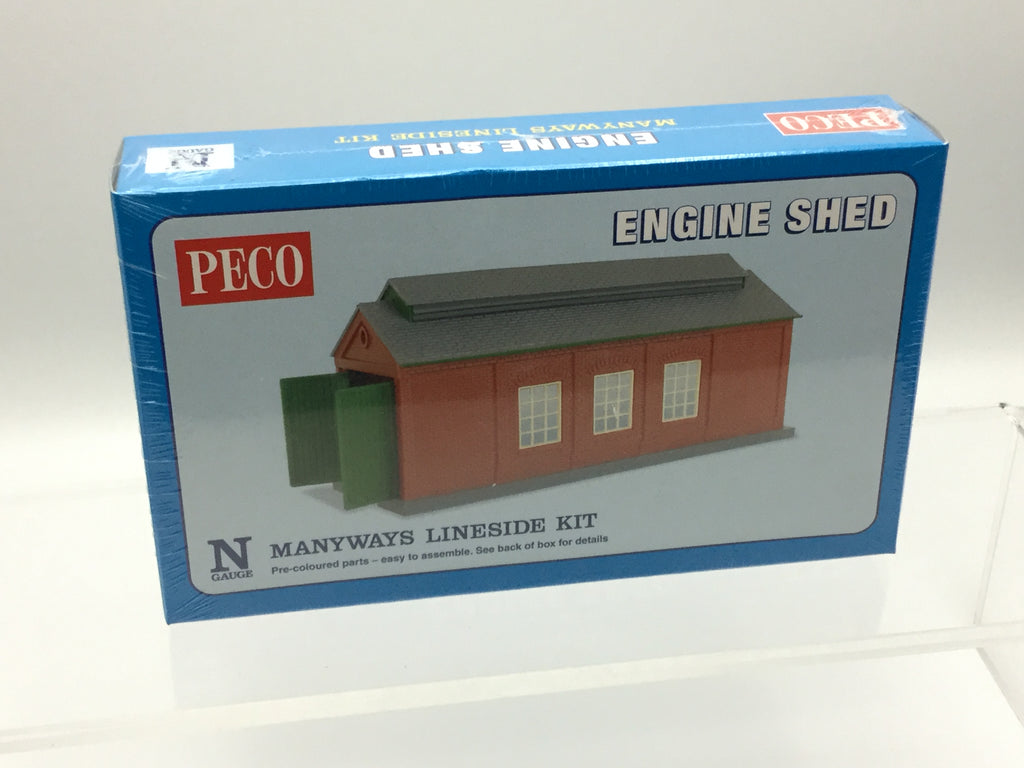 PECO
MANYWAYS LINESIDE KIT
ENGINE SHED
N
GAUGE
ENGINE SHED
PECO
N
GAUGE
MANYWAYS LINESIDE KIT
Pre-coloured parts – easy to assemble. See back of box for details